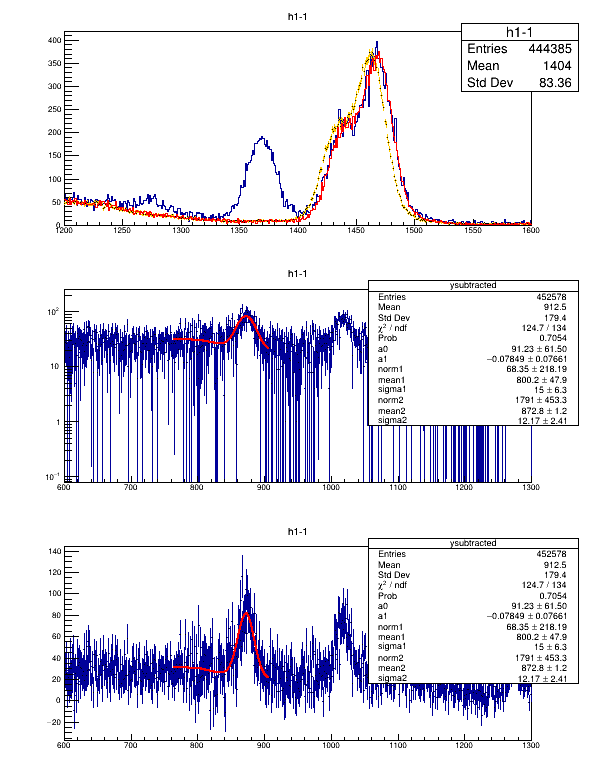 h1-1
h1-1
Entries 444385
Mean 1404
Std Dev 83.36
400
350
300
250
200
150
100
50
1200 1250 1300 1350 1400 1450 1500 1550 1600
h1-1
ysubtracted
Entries 452578
Mean 912.5
Std Dev 179.4
χ² / ndf 124.7 / 134
Prob 0.7054
a0 91.23 ± 61.50
a1 −0.07849 ± 0.07661
norm1 68.35 ± 218.19
mean1 800.2 ± 47.9
sigma1 15 ± 6.3
norm2 1791 ± 453.3
mean2 872.8 ± 1.2
sigma2 12.17 ± 2.41
10²
10
1
10⁻¹
600 700 800 900 1000 1100 1200 1300
h1-1
ysubtracted
Entries 452578
Mean 912.5
Std Dev 179.4
χ² / ndf 124.7 / 134
Prob 0.7054
a0 91.23 ± 61.50
a1 −0.07849 ± 0.07661
norm1 68.35 ± 218.19
mean1 800.2 ± 47.9
sigma1 15 ± 6.3
norm2 1791 ± 453.3
mean2 872.8 ± 1.2
sigma2 12.17 ± 2.41
140
120
100
80
60
40
20
0
−20
600 700 800 900 1000 1100 1200 1300